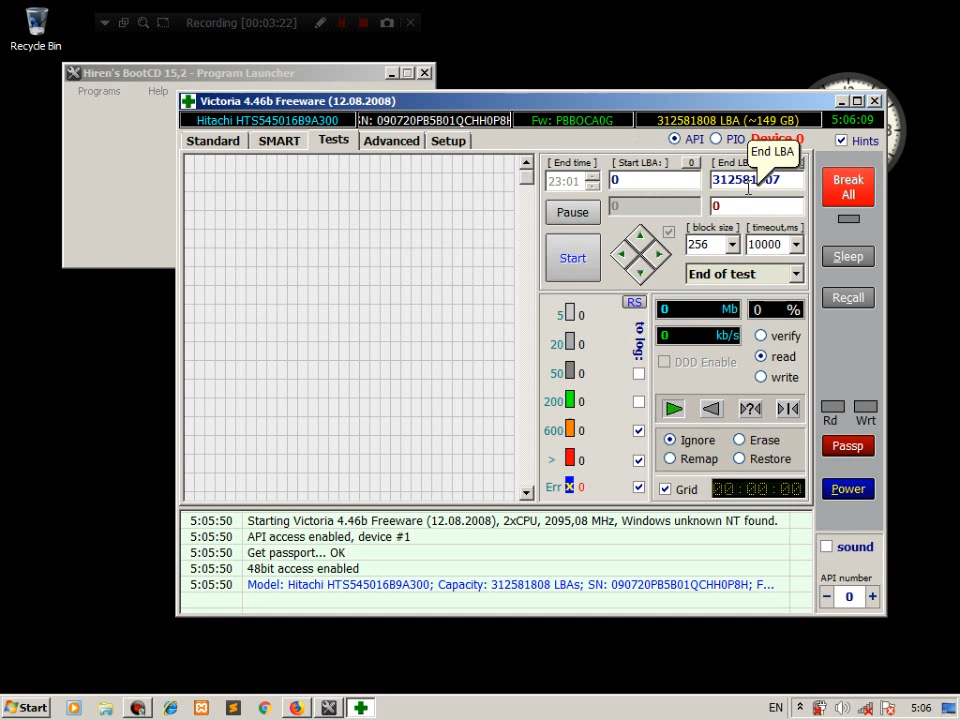 Recording [00:03:22]
Recycle Bin
Hiren's BootCD 15,2 - Program Launcher
Programs Help
Victoria 4.46b Freeware (12.08.2008)
Hitachi HTS545016B9A300 SN: 090720PB5B01QCHH0P8H Fw: PBBOCA0G 312581808 LBA (~149 GB) 5:06:09
Standard SMART Tests Advanced Setup API PIO Device 0 Hints
End LBA
[ End time ] [ Start LBA: ] 0 [ End LB
23:01 0 312581807
Pause 0 0
[ block size ] [ timeout,ms ]
256 10000
Start
End of test
Break All
Sleep
Recall
RS
to log:
5 0
20 0
50 0
200 0
600 0
> 0
Err x 0
0 Mb 0 %
0 kb/s
verify
DDD Enable read
write
Ignore Erase
Remap Restore
Grid 00:00:00
Rd Wrt
Passp
Power
5:05:50 Starting Victoria 4.46b Freeware (12.08.2008), 2xCPU, 2095,08 MHz, Windows unknown NT found.
5:05:50 API access enabled, device #1
5:05:50 Get passport... OK
5:05:50 48bit access enabled
5:05:50 Model: Hitachi HTS545016B9A300; Capacity: 312581808 LBAs; SN: 090720PB5B01QCHH0P8H; F...
sound
API number
− 0 +
Start EN 5:06